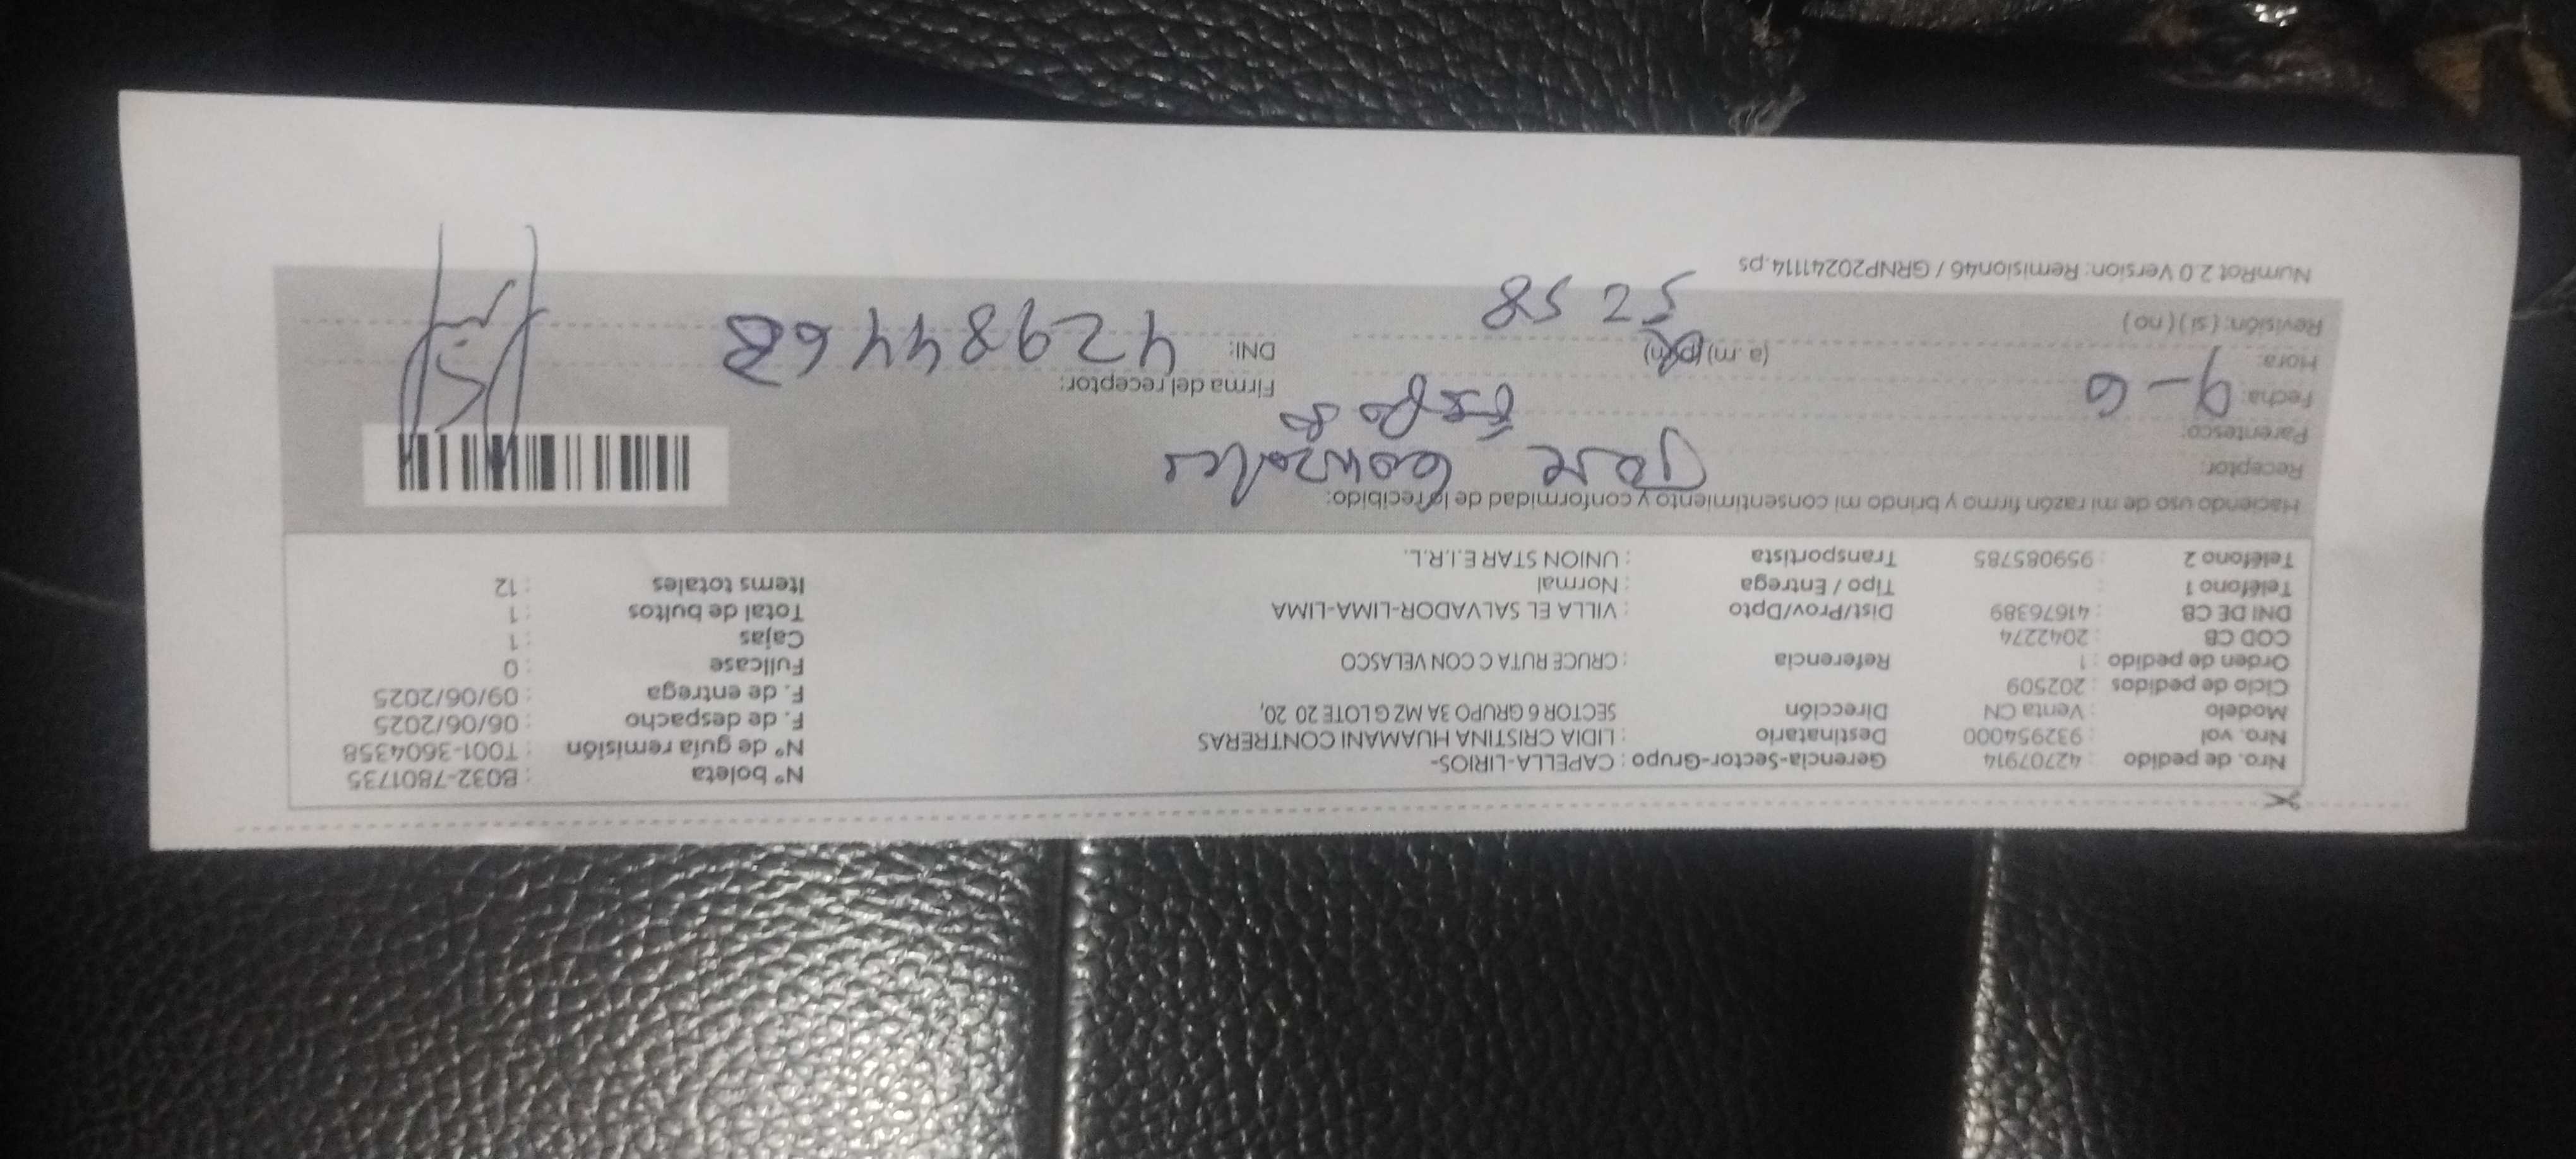 Nro. de pedido : 42707914 Gerencia-Sector-Grupo : CAPELLA-LIRIOS- N° boleta : B032-7801735
Nro. vol : 932954000 Destinatario : LIDIA CRISTINA HUAMANI CONTRERAS N° de guía remisión : T001-3604358
Modelo : Venta CN Dirección SECTOR 6 GRUPO 3A MZ G LOTE 20 20, F. de despacho : 06/06/2025
Ciclo de pedidos : 202509 F. de entrega : 09/06/2025
Orden de pedido : 1 Referencia : CRUCE RUTA C CON VELASCO Fullcase : 0
COD CB : 2042274 Cajas : 1
DNI DE CB : 41676389 Dist/Prov/Dpto : VILLA EL SALVADOR-LIMA-LIMA Total de bultos : 1
Teléfono 1 : Tipo / Entrega : Normal Items totales : 12
Teléfono 2 : 959085785 Transportista : UNION STAR E.I.R.L.
Haciendo uso de mi razón firmo y brindo mi consentimiento y conformidad de lo recibido:
Receptor: Jose Gonzales
Parentesco:
Fecha: 9-6 Firma del receptor:
Hora: (a .m) (p.m) DNI: 42984468
Revisión: ( si ) ( no ) 5258
NumRot 2.0 Version: Remision46 / GRNP20241114.ps